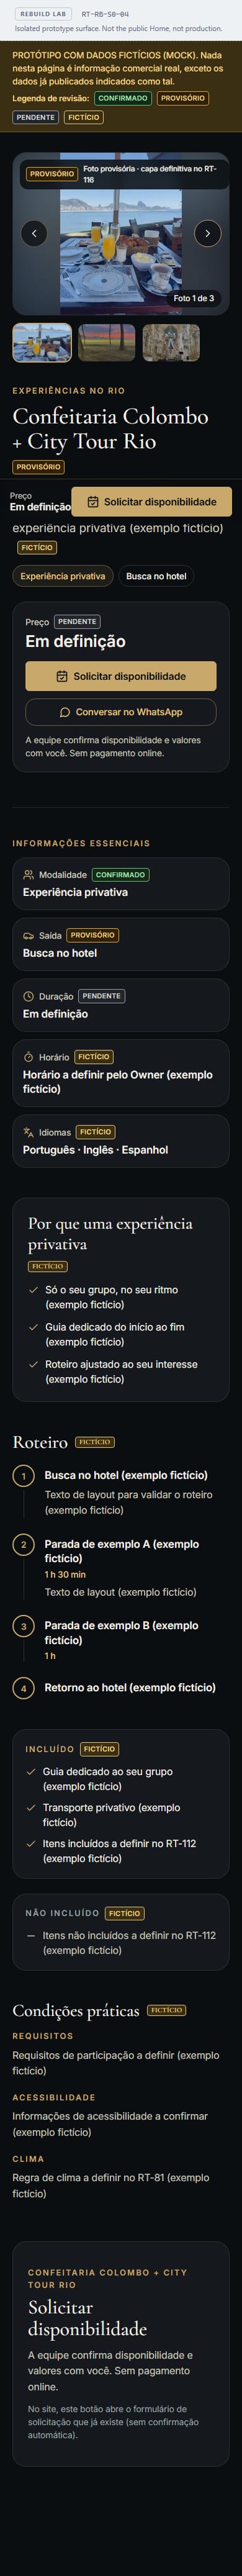 REBUILD LAB RT-R6-S0-04
Isolated prototype surface. Not the public Home, not production.
PROTÓTIPO COM DADOS FICTÍCIOS (MOCK). Nada
nesta página é informação comercial real, exceto os
dados já publicados indicados como tal.
Legenda de revisão: CONFIRMADO PROVISÓRIO
PENDENTE FICTÍCIO
PROVISÓRIO Foto provisória · capa definitiva no RT-
116
Foto 1 de 3
EXPERIÊNCIAS NO RIO
Confeitaria Colombo
+ City Tour Rio
PROVISÓRIO
Preço
Em definição
Solicitar disponibilidade
experiência privativa (exemplo fictício)
FICTÍCIO
Experiência privativa Busca no hotel
Preço PENDENTE
Em definição
Solicitar disponibilidade
Conversar no WhatsApp
A equipe confirma disponibilidade e valores
com você. Sem pagamento online.
INFORMAÇÕES ESSENCIAIS
Modalidade CONFIRMADO
Experiência privativa
Saída PROVISÓRIO
Busca no hotel
Duração PENDENTE
Em definição
Horário FICTÍCIO
Horário a definir pelo Owner (exemplo
fictício)
Idiomas FICTÍCIO
Português · Inglês · Espanhol
Por que uma experiência
privativa
FICTÍCIO
Só o seu grupo, no seu ritmo
(exemplo fictício)
Guia dedicado do início ao fim
(exemplo fictício)
Roteiro ajustado ao seu interesse
(exemplo fictício)
Roteiro FICTÍCIO
1 Busca no hotel (exemplo fictício)
Texto de layout para validar o roteiro
(exemplo fictício)
2 Parada de exemplo A (exemplo
fictício)
1 h 30 min
Texto de layout (exemplo fictício)
3 Parada de exemplo B (exemplo
fictício)
1 h
4 Retorno ao hotel (exemplo fictício)
INCLUÍDO FICTÍCIO
Guia dedicado ao seu grupo
(exemplo fictício)
Transporte privativo (exemplo
fictício)
Itens incluídos a definir no RT-112
(exemplo fictício)
NÃO INCLUÍDO FICTÍCIO
Itens não incluídos a definir no RT-112
(exemplo fictício)
Condições práticas FICTÍCIO
REQUISITOS
Requisitos de participação a definir (exemplo
fictício)
ACESSIBILIDADE
Informações de acessibilidade a confirmar
(exemplo fictício)
CLIMA
Regra de clima a definir no RT-81 (exemplo
fictício)
CONFEITARIA COLOMBO + CITY
TOUR RIO
Solicitar
disponibilidade
A equipe confirma disponibilidade e
valores com você. Sem pagamento
online.
No site, este botão abre o formulário de
solicitação que já existe (sem confirmação
automática).